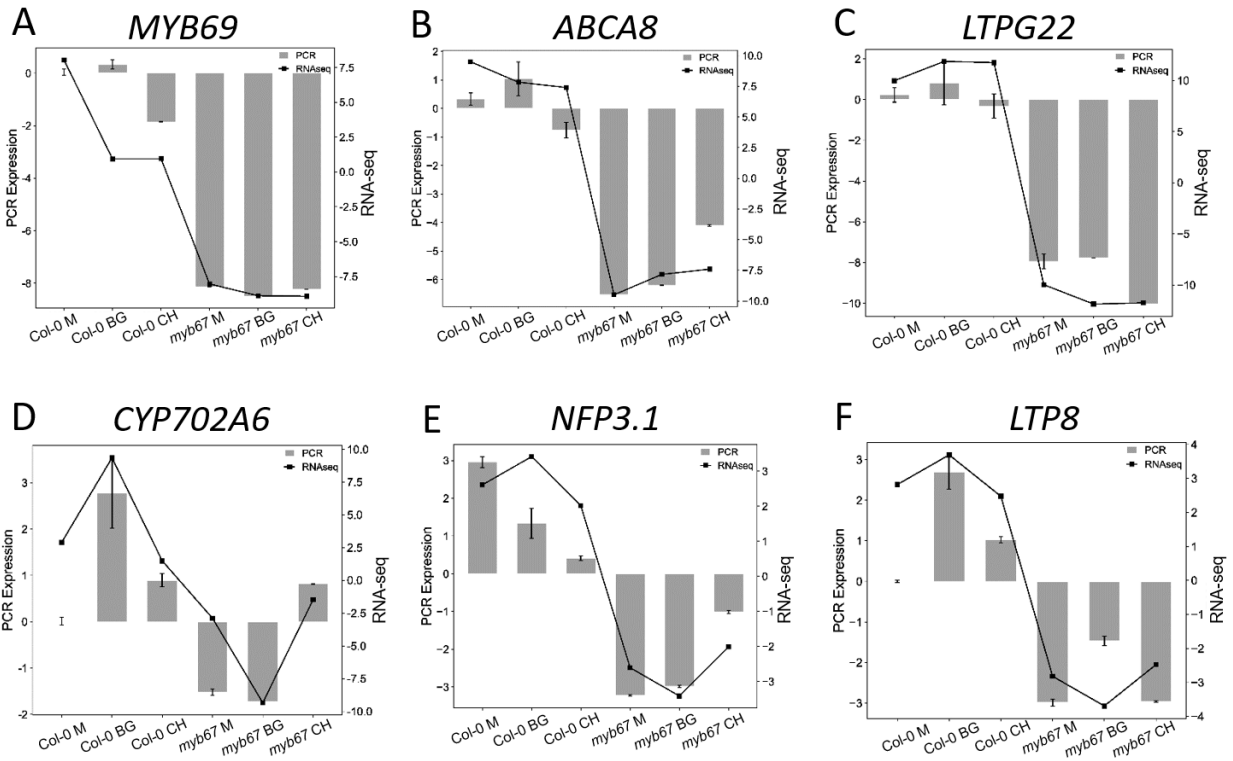 A
MYB69
PCR
RNAseq
0
-2
-4
-6
-8
7.5
5.0
2.5
0.0
-2.5
-5.0
-7.5
PCR Expression
RNA-seq
Col-0 M
Col-0 BG
Col-0 CH
myb67 M
myb67 BG
myb67 CH
B
ABCA8
PCR
RNAseq
2
1
0
−1
−2
−3
−4
−5
−6
10.0
7.5
5.0
2.5
0.0
−2.5
−5.0
−7.5
−10.0
PCR Expression
RNA-seq
Col-0 M
Col-0 BG
Col-0 CH
myb67 M
myb67 BG
myb67 CH
C
LTPG22
PCR
RNAseq
2
0
−2
−4
−6
−8
−10
10
5
0
−5
−10
PCR Expression
RNA-seq
Col-0 M
Col-0 BG
Col-0 CH
myb67 M
myb67 BG
myb67 CH
D
CYP702A6
PCR
RNAseq
3
2
1
0
-1
-2
10.0
7.5
5.0
2.5
0.0
-2.5
-5.0
-7.5
-10.0
PCR Expression
RNA-seq
Col-0 M
Col-0 BG
Col-0 CH
myb67 M
myb67 BG
myb67 CH
E
NFP3.1
PCR
RNAseq
3
2
1
0
−1
−2
−3
3
2
1
0
−1
−2
−3
PCR Expression
RNA-seq
Col-0 M
Col-0 BG
Col-0 CH
myb67 M
myb67 BG
myb67 CH
F
LTP8
PCR
RNAseq
3
2
1
0
−1
−2
−3
4
3
2
1
0
−1
−2
−3
−4
PCR Expression
RNA-seq
Col-0 M
Col-0 BG
Col-0 CH
myb67 M
myb67 BG
myb67 CH